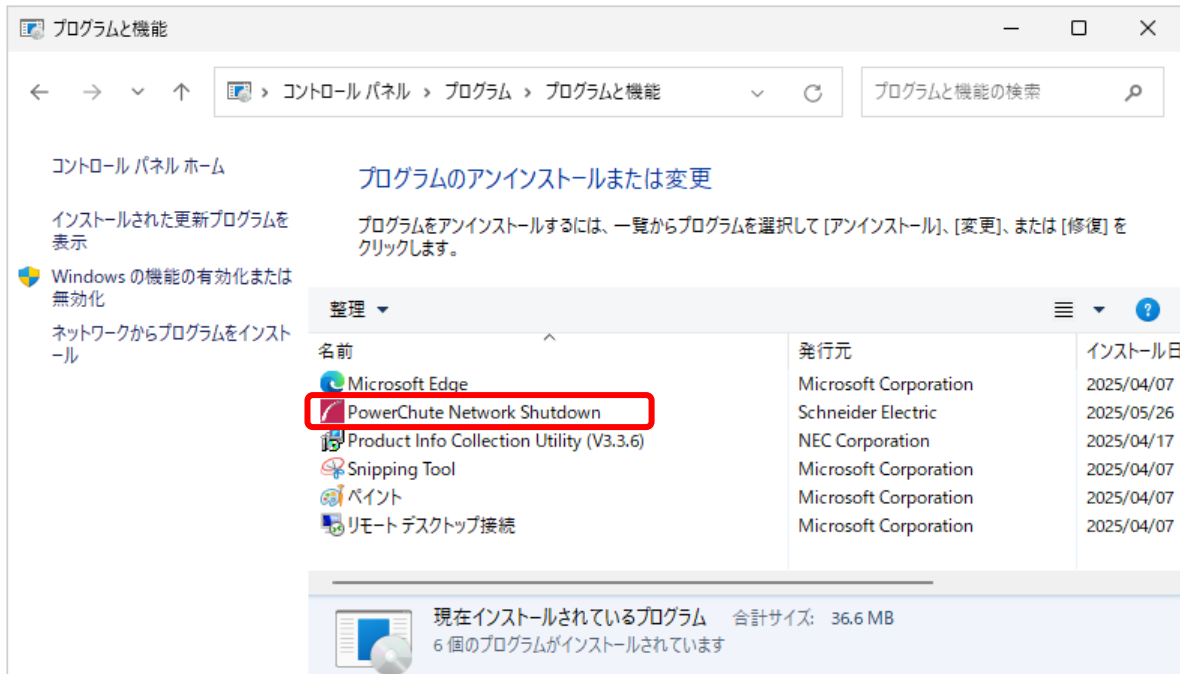 プログラムと機能
コントロール パネル › プログラム › プログラムと機能
プログラムと機能の検索
コントロール パネル ホーム
インストールされた更新プログラムを
表示
Windows の機能の有効化または
無効化
ネットワークからプログラムをインスト
ール
プログラムのアンインストールまたは変更
プログラムをアンインストールするには、一覧からプログラムを選択して [アンインストール]、[変更]、または [修復] を
クリックします。
整理
名前 発行元 インストール日
Microsoft Edge Microsoft Corporation 2025/04/07
PowerChute Network Shutdown Schneider Electric 2025/05/26
Product Info Collection Utility (V3.3.6) NEC Corporation 2025/04/17
Snipping Tool Microsoft Corporation 2025/04/07
ペイント Microsoft Corporation 2025/04/07
リモート デスクトップ接続 Microsoft Corporation 2025/04/07
現在インストールされているプログラム 合計サイズ: 36.6 MB
6 個のプログラムがインストールされています